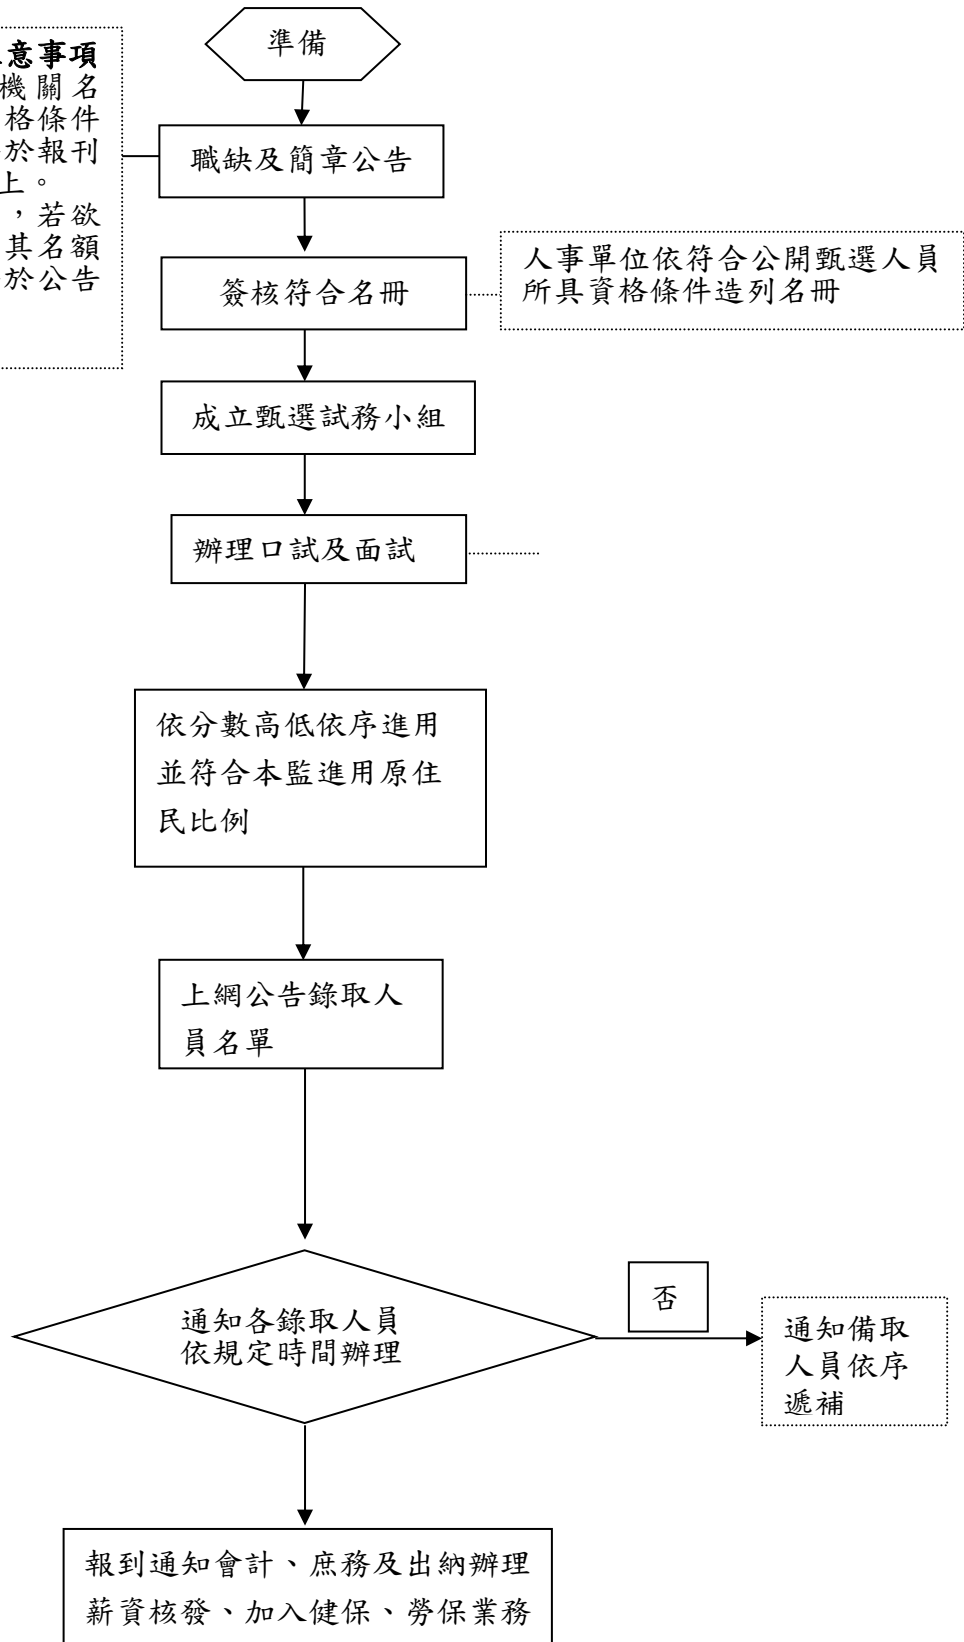 準備
意事項
機關名
格條件
於報刊
上。
，若欲
其名額
於公告
職缺及簡章公告
簽核符合名冊
人事單位依符合公開甄選人員
所具資格條件造列名冊
成立甄選試務小組
辦理口試及面試
依分數高低依序進用
並符合本監進用原住
民比例
上網公告錄取人
員名單
通知各錄取人員
依規定時間辦理
否
通知備取
人員依序
遞補
報到通知會計、庶務及出納辦理
薪資核發、加入健保、勞保業務